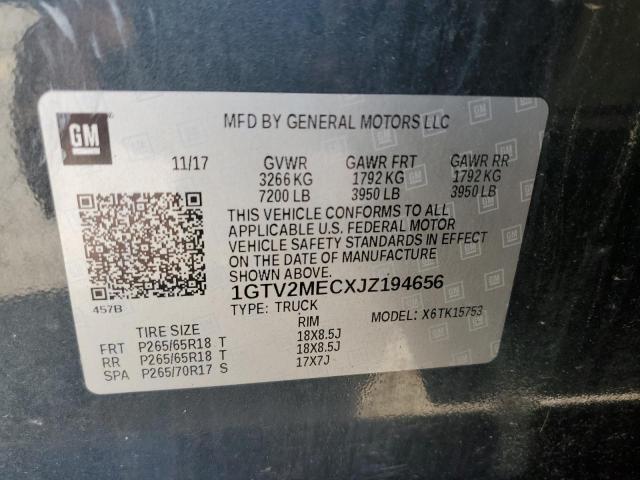 GM
MFD BY GENERAL MOTORS LLC
11/17 GVWR GAWR FRT GAWR RR
3266 KG 1792 KG 1792 KG
7200 LB 3950 LB 3950 LB
THIS VEHICLE CONFORMS TO ALL
APPLICABLE U.S. FEDERAL MOTOR
VEHICLE SAFETY STANDARDS IN EFFECT
ON THE DATE OF MANUFACTURE
SHOWN ABOVE.
1GTV2MECXJZ194656
457B TYPE: TRUCK MODEL: X6TK15753
TIRE SIZE RIM
FRT P265/65R18 T 18X8.5J
RR P265/65R18 T 18X8.5J
SPA P265/70R17 S 17X7J